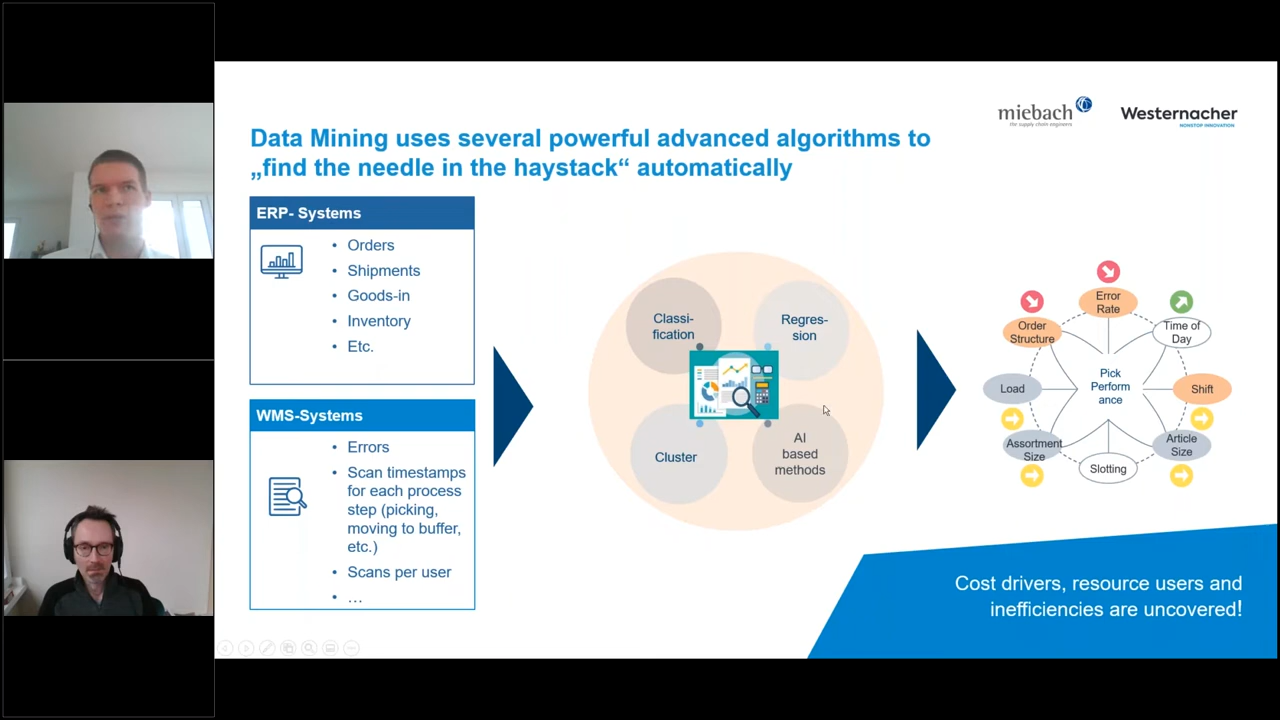 miebach
the supply chain engineers
Westernacher
NONSTOP INNOVATION
Data Mining uses several powerful advanced algorithms to
„find the needle in the haystack“ automatically
ERP- Systems
• Orders
• Shipments
• Goods-in
• Inventory
• Etc.
WMS-Systems
• Errors
• Scan timestamps
for each process
step (picking,
moving to buffer,
etc.)
• Scans per user
• …
Classi-
fication
Regres-
sion
Cluster
AI
based
methods
Error
Rate
Order
Structure
Time of
Day
Load
Pick
Perform
ance
Shift
Assortment
Size
Article
Size
Slotting
Cost drivers, resource users and
inefficiencies are uncovered!